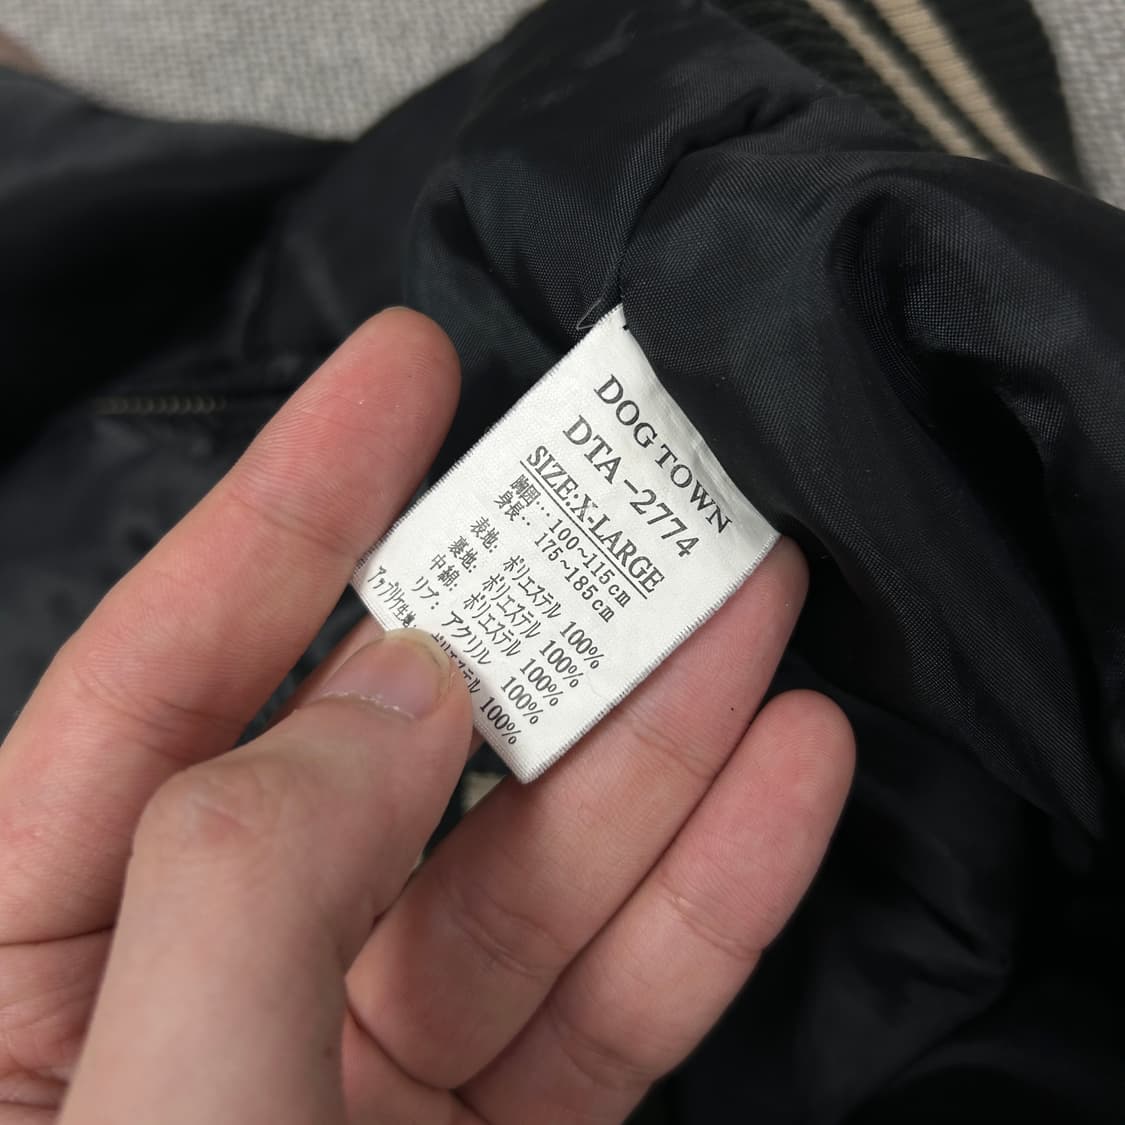 DOG TOWN
DTA-2774
SIZE:X-LARGE
胸囲… 100~115cm
身長… 175~185cm
表地: ポリエステル 100%
裏地: ポリエステル 100%
中綿: ポリエステル 100%
リブ: アクリル 100%
アップリケ生地: ポリエステル 100%